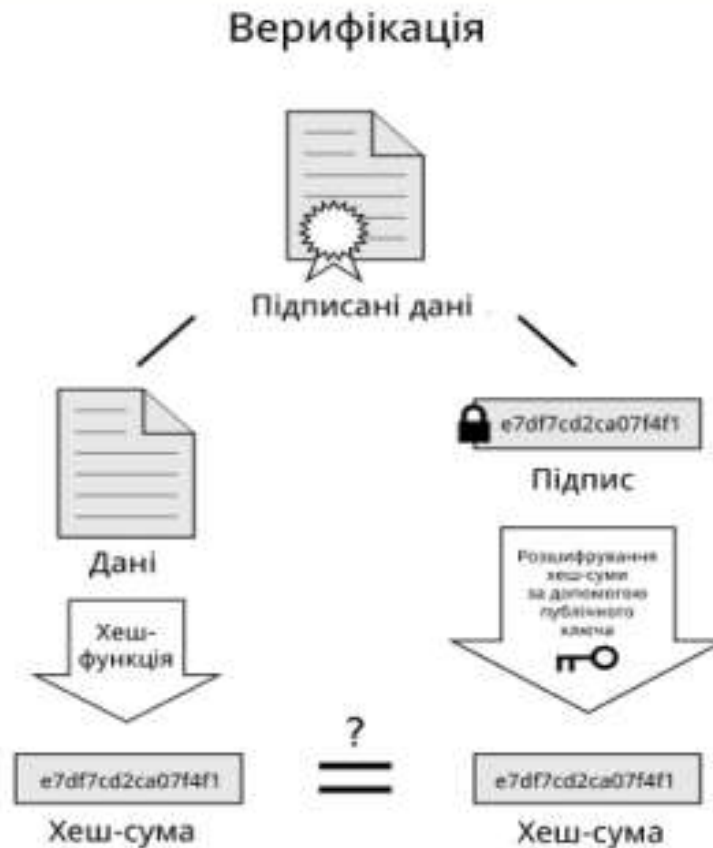 Верифікація
Підписані дані
Дані
Хеш-
функція
e7df7cd2ca07f4f1
Хеш-сума
?
e7df7cd2ca07f4f1
Підпис
Розшифрування
хеш-суми
за допомогою
публічного
ключа
e7df7cd2ca07f4f1
Хеш-сума